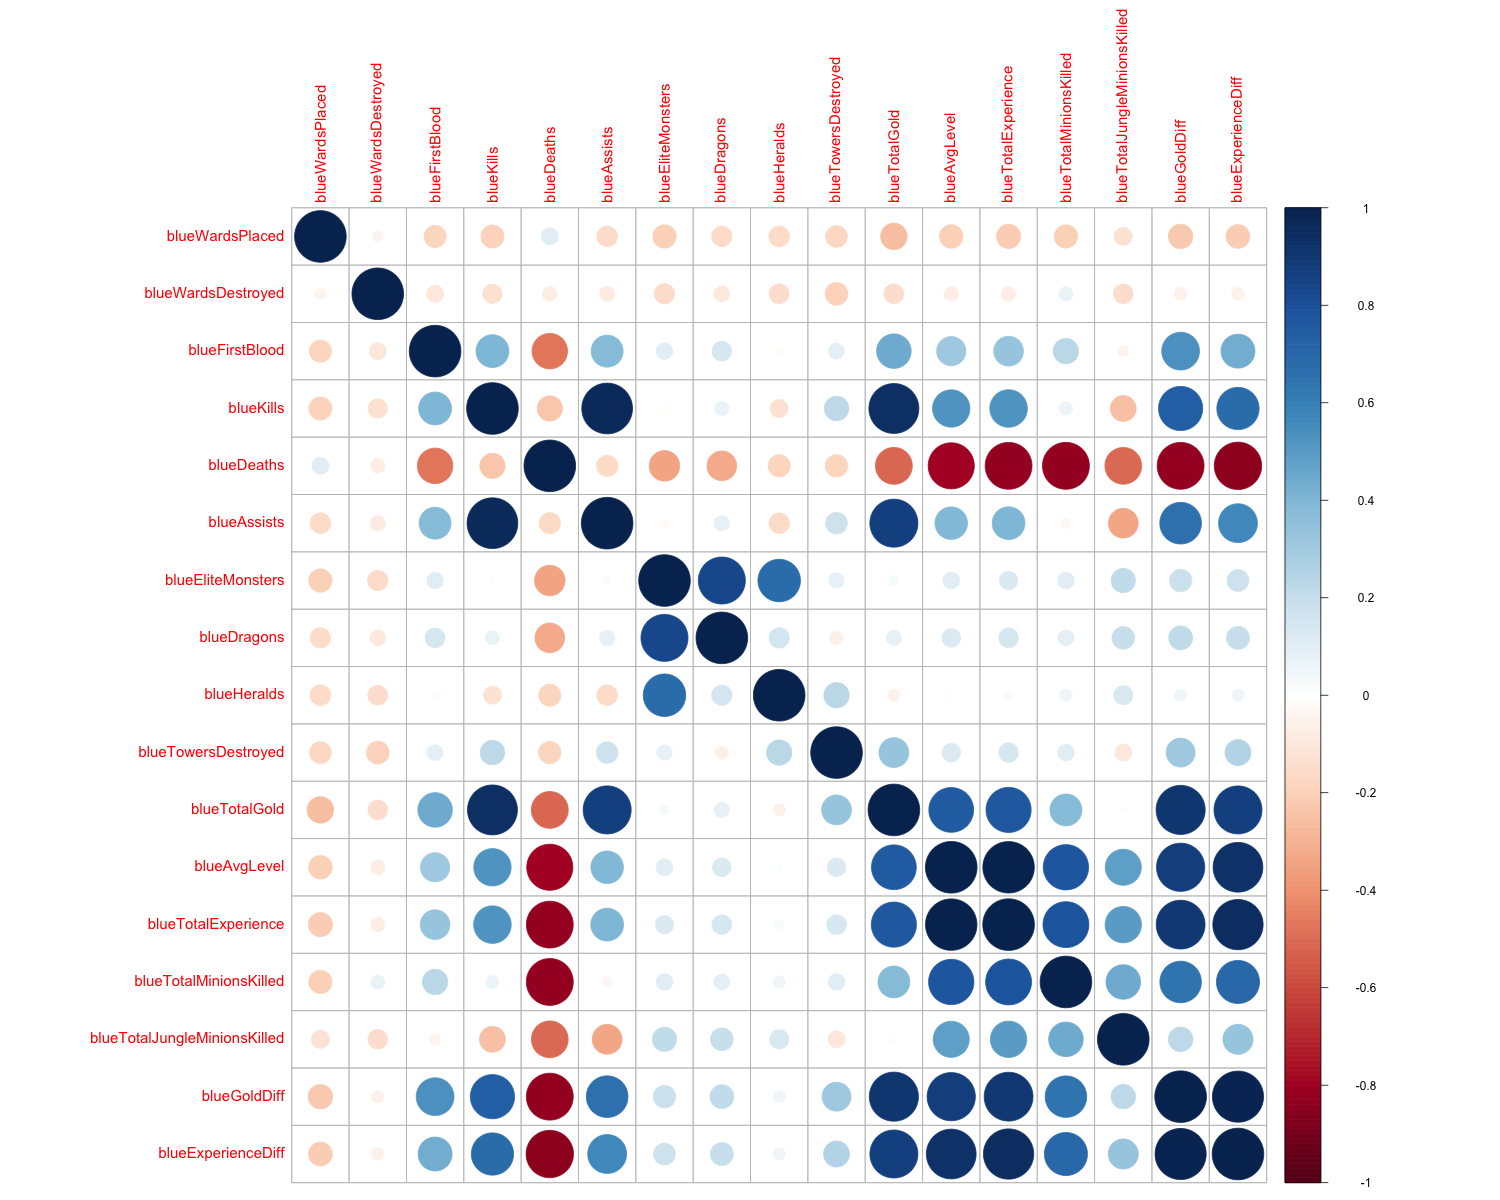 blueWardsPlaced
blueWardsDestroyed
blueFirstBlood
blueKills
blueDeaths
blueAssists
blueEliteMonsters
blueDragons
blueHeralds
blueTowersDestroyed
blueTotalGold
blueAvgLevel
blueTotalExperience
blueTotalMinionsKilled
blueTotalJungleMinionsKilled
blueGoldDiff
blueExperienceDiff
blueWardsPlaced
blueWardsDestroyed
blueFirstBlood
blueKills
blueDeaths
blueAssists
blueEliteMonsters
blueDragons
blueHeralds
blueTowersDestroyed
blueTotalGold
blueAvgLevel
blueTotalExperience
blueTotalMinionsKilled
blueTotalJungleMinionsKilled
blueGoldDiff
blueExperienceDiff
1
0.8
0.6
0.4
0.2
0
-0.2
-0.4
-0.6
-0.8
-1